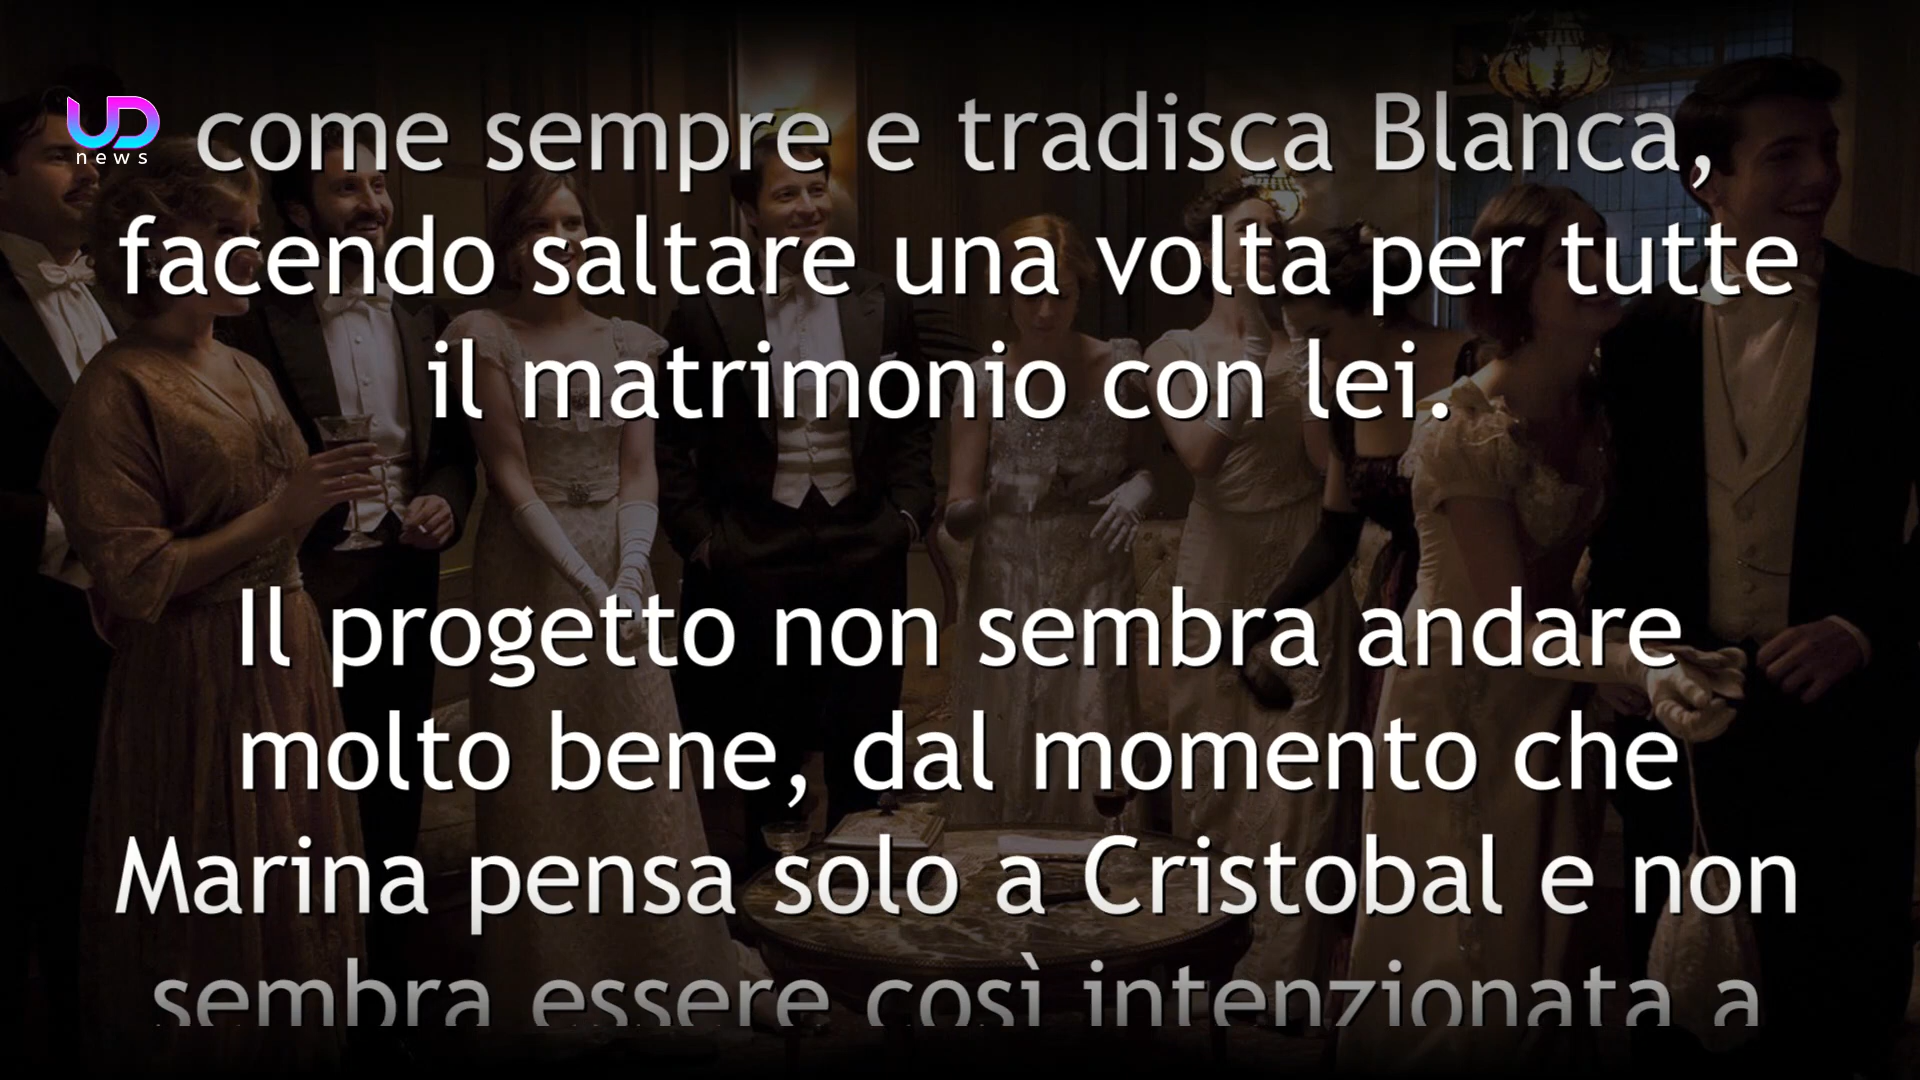 UD
news
come sempre e tradisca Blanca,
facendo saltare una volta per tutte
il matrimonio con lei.
Il progetto non sembra andare
molto bene, dal momento che
Marina pensa solo a Cristobal e non
sembra essere così intenzionata a